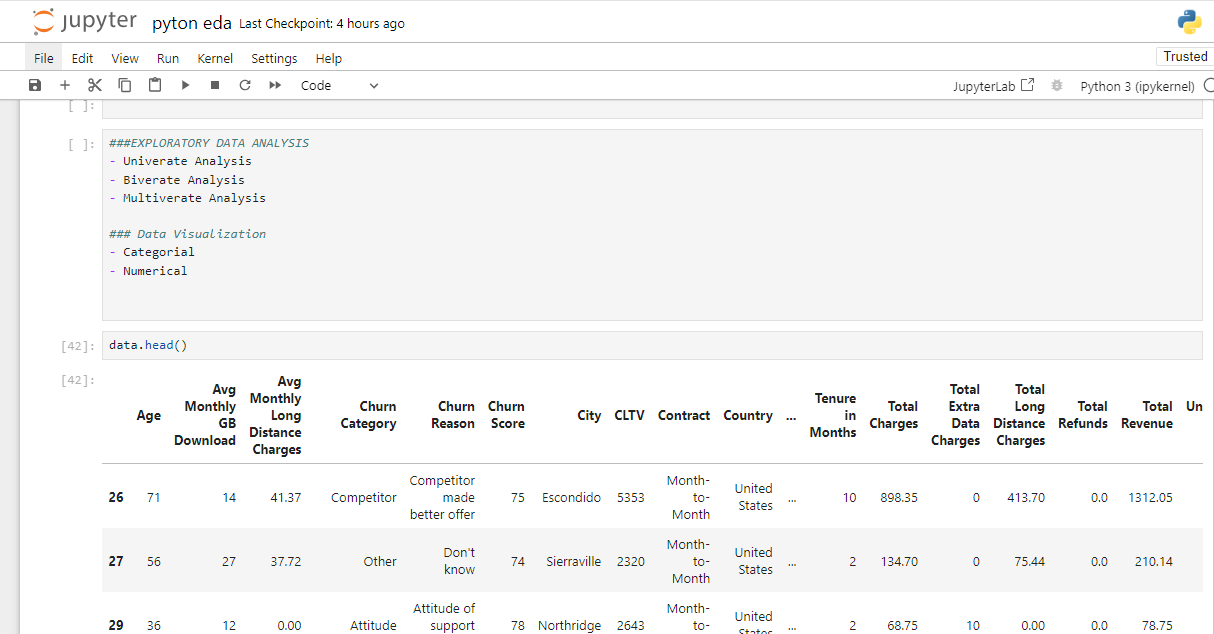 jupyter pyton eda Last Checkpoint: 4 hours ago
File Edit View Run Kernel Settings Help Trusted
Code JupyterLab Python 3 (ipykernel)
[ ]:
[ ]: ###EXPLORATORY DATA ANALYSIS
- Univerate Analysis
- Biverate Analysis
- Multiverate Analysis
### Data Visualization
- Categorial
- Numerical
[42]: data.head()
[42]:
Age Avg Monthly GB Download Avg Monthly Long Distance Charges Churn Category Churn Reason Churn Score City CLTV Contract Country ... Tenure in Months Total Charges Total Extra Data Charges Total Long Distance Charges Total Refunds Total Revenue Un
26 71 14 41.37 Competitor Competitor made better offer 75 Escondido 5353 Month-to-Month United States ... 10 898.35 0 413.70 0.0 1312.05
27 56 27 37.72 Other Don't know 74 Sierraville 2320 Month-to-Month United States ... 2 134.70 0 75.44 0.0 210.14
29 36 12 0.00 Attitude Attitude of support 78 Northridge 2643 Month-to- United States ... 2 68.75 10 0.00 0.0 78.75